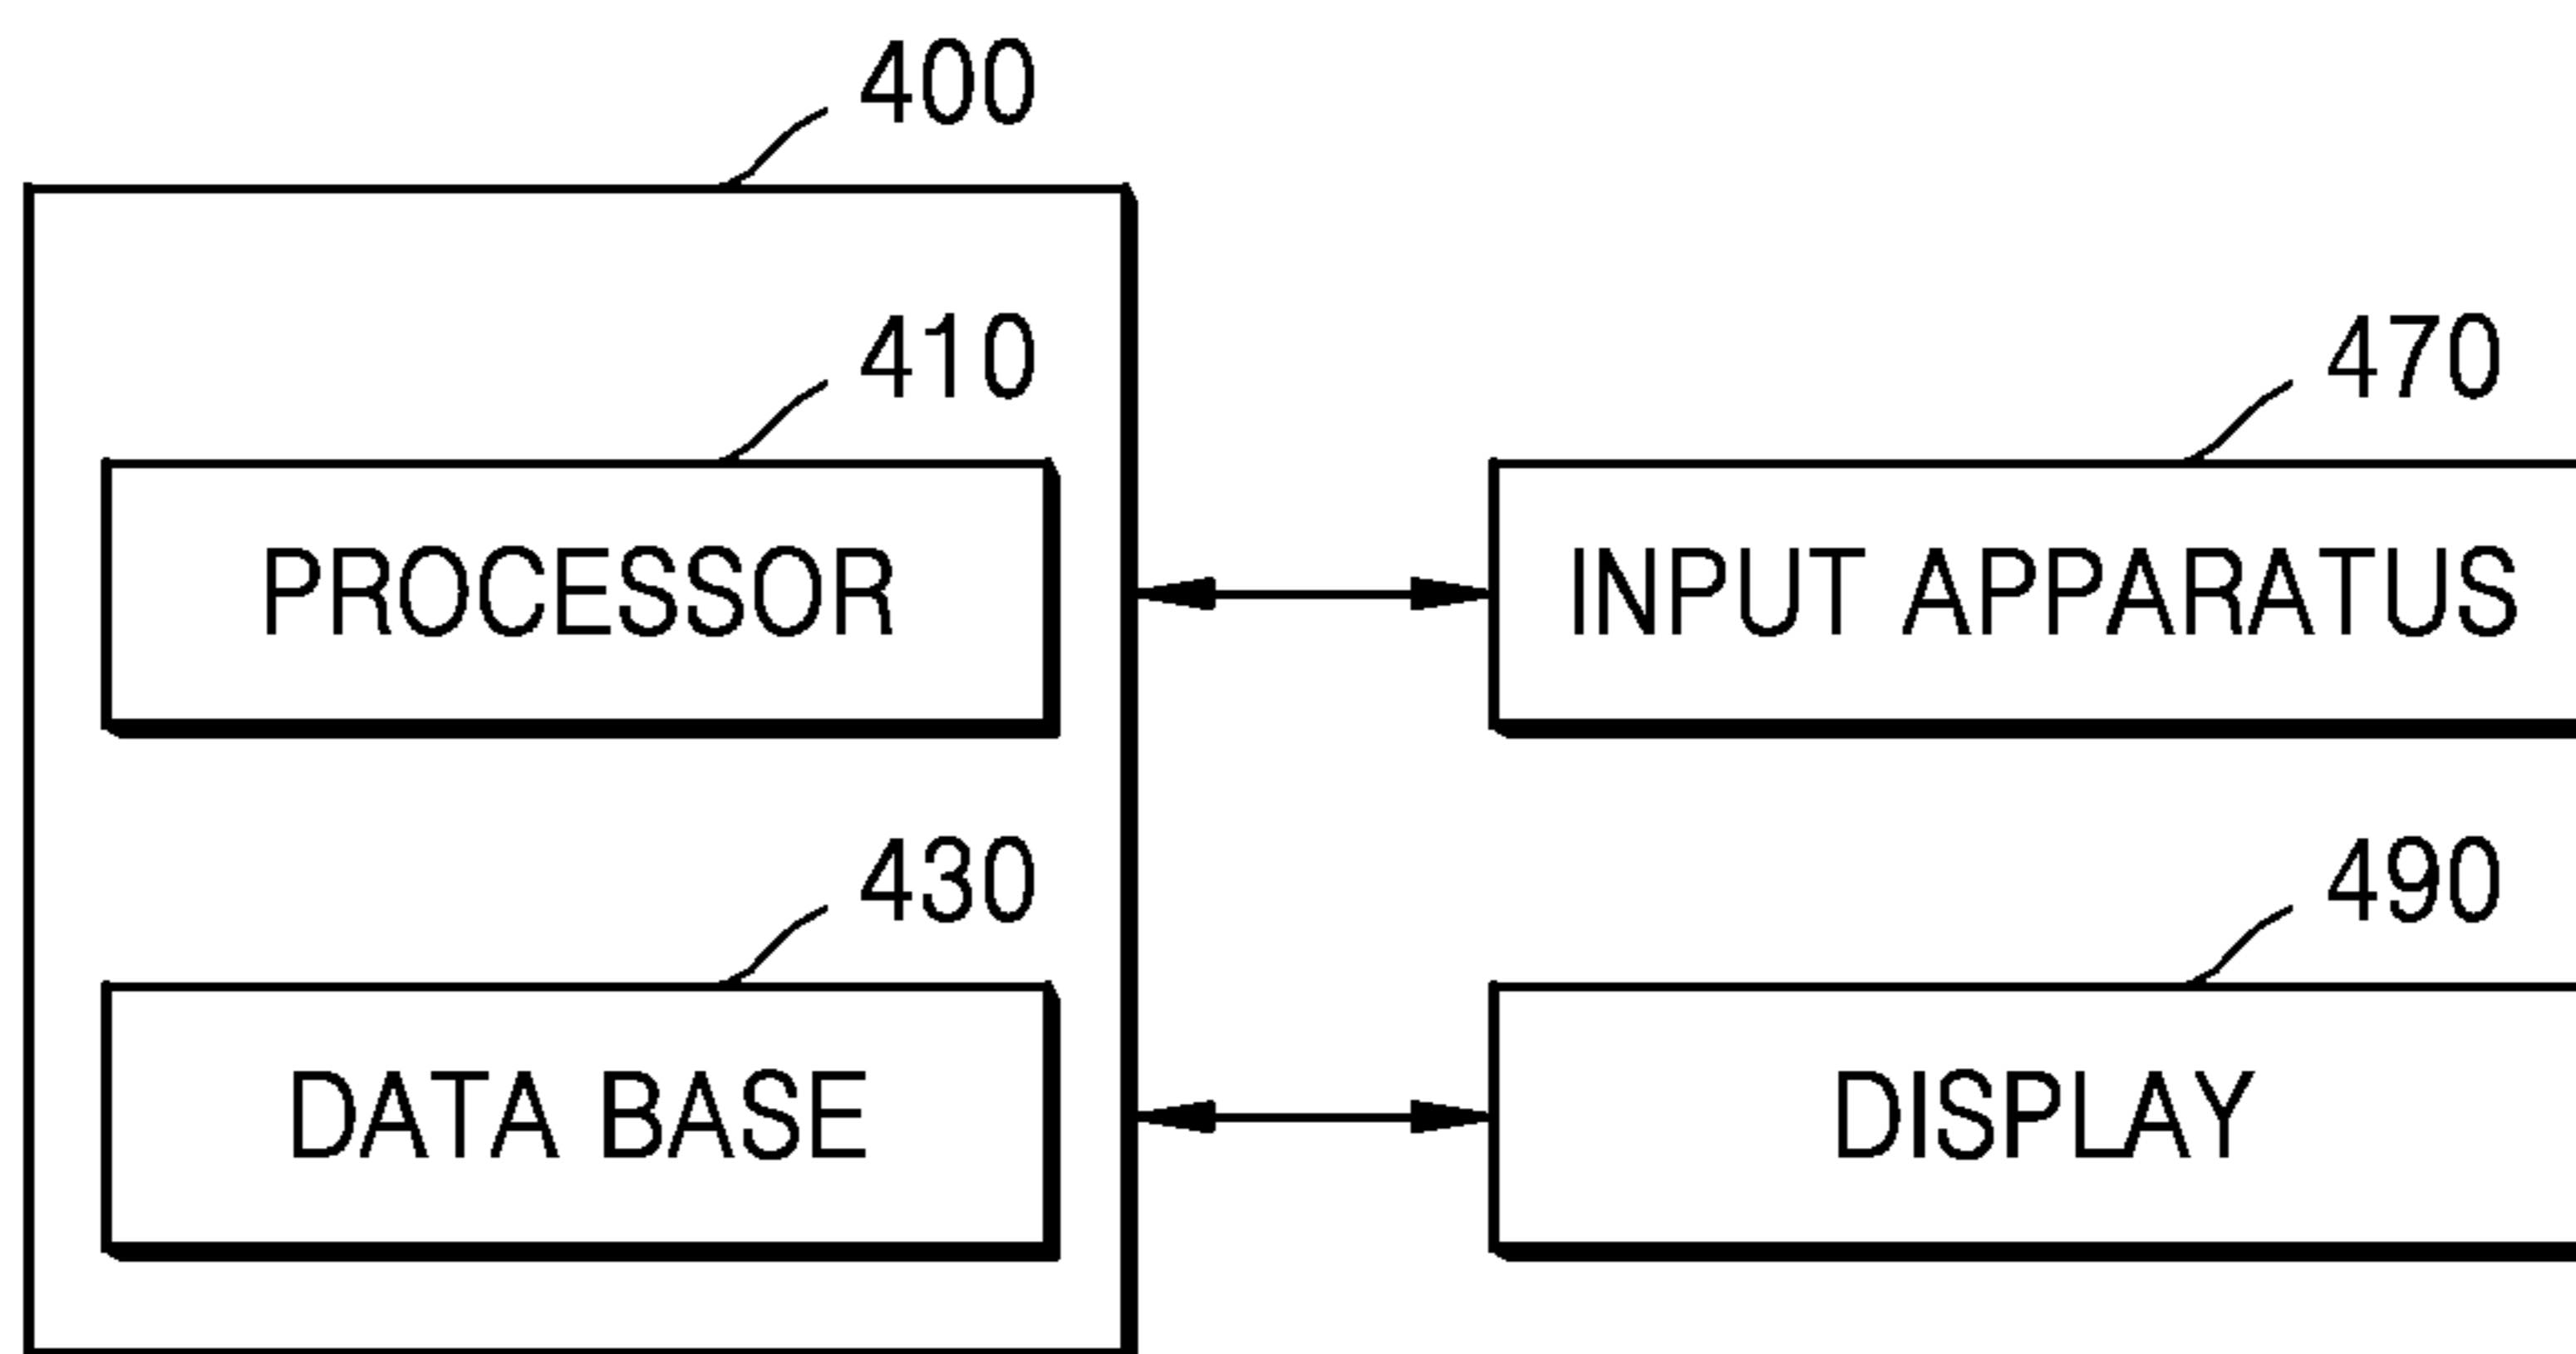 400
410
470
PROCESSOR
INPUT APPARATUS
430
490
DATA BASE
DISPLAY